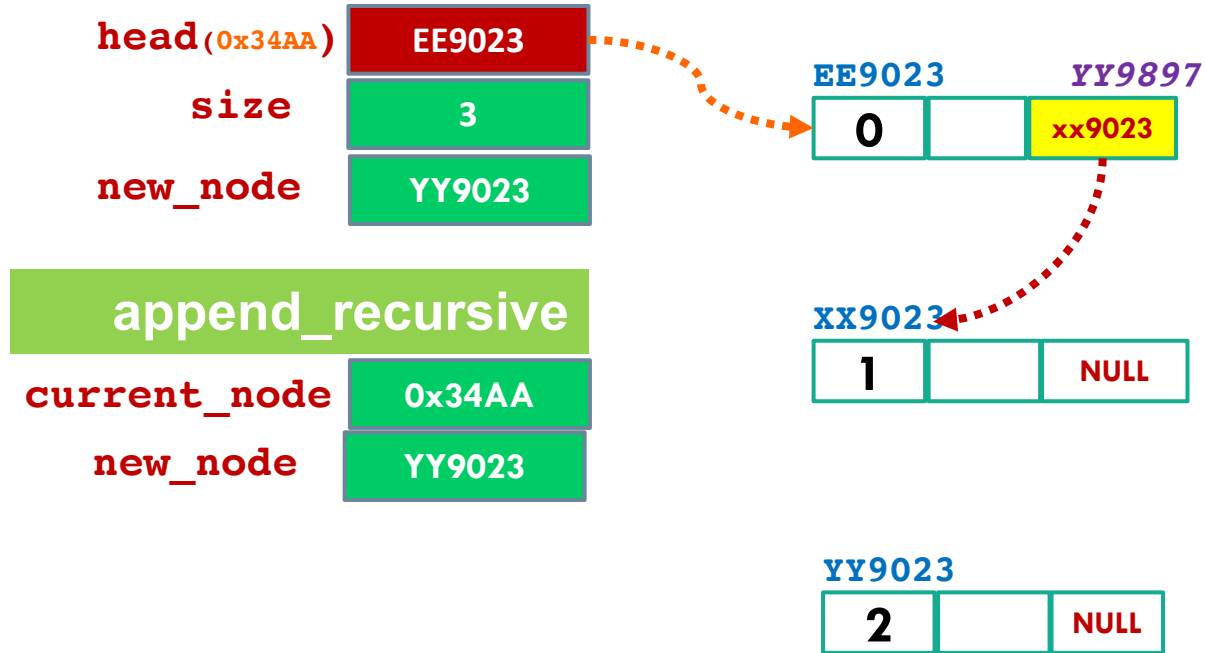 head(0x34AA) EE9023
size 3
new_node YY9023
append_recursive
current_node 0x34AA
new_node YY9023
EE9023 YY9897
0 xx9023
XX9023
1 NULL
YY9023
2 NULL